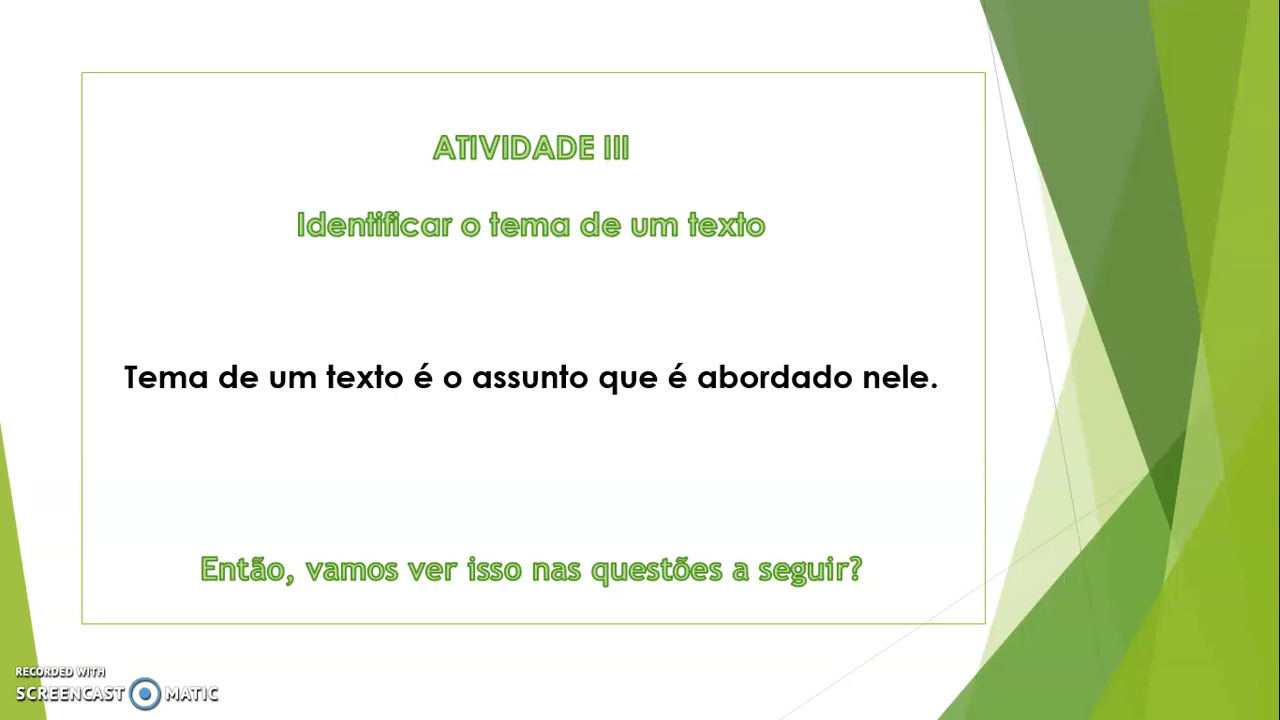 ATIVIDADE III
Identificar o tema de um texto
Tema de um texto é o assunto que é abordado nele.
Então, vamos ver isso nas questões a seguir?
RECORDED WITH
SCREENCAST MATIC